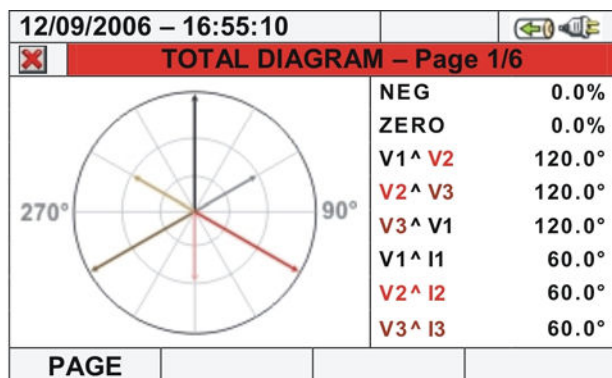 12/09/2006 – 16:55:10
TOTAL DIAGRAM – Page 1/6
270°
90°
NEG 0.0%
ZERO 0.0%
V1^ V2 120.0°
V2^ V3 120.0°
V3^ V1 120.0°
V1^ I1 60.0°
V2^ I2 60.0°
V3^ I3 60.0°
PAGE